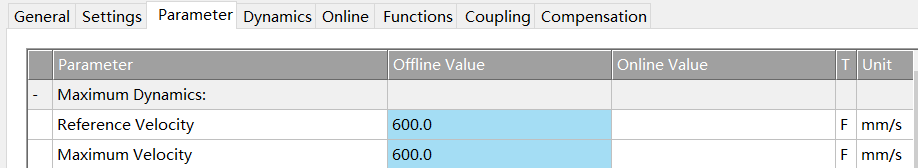 General Settings Parameter Dynamics Online Functions Coupling Compensation
Parameter Offline Value Online Value T Unit
- Maximum Dynamics:
Reference Velocity 600.0 F mm/s
Maximum Velocity 600.0 F mm/s